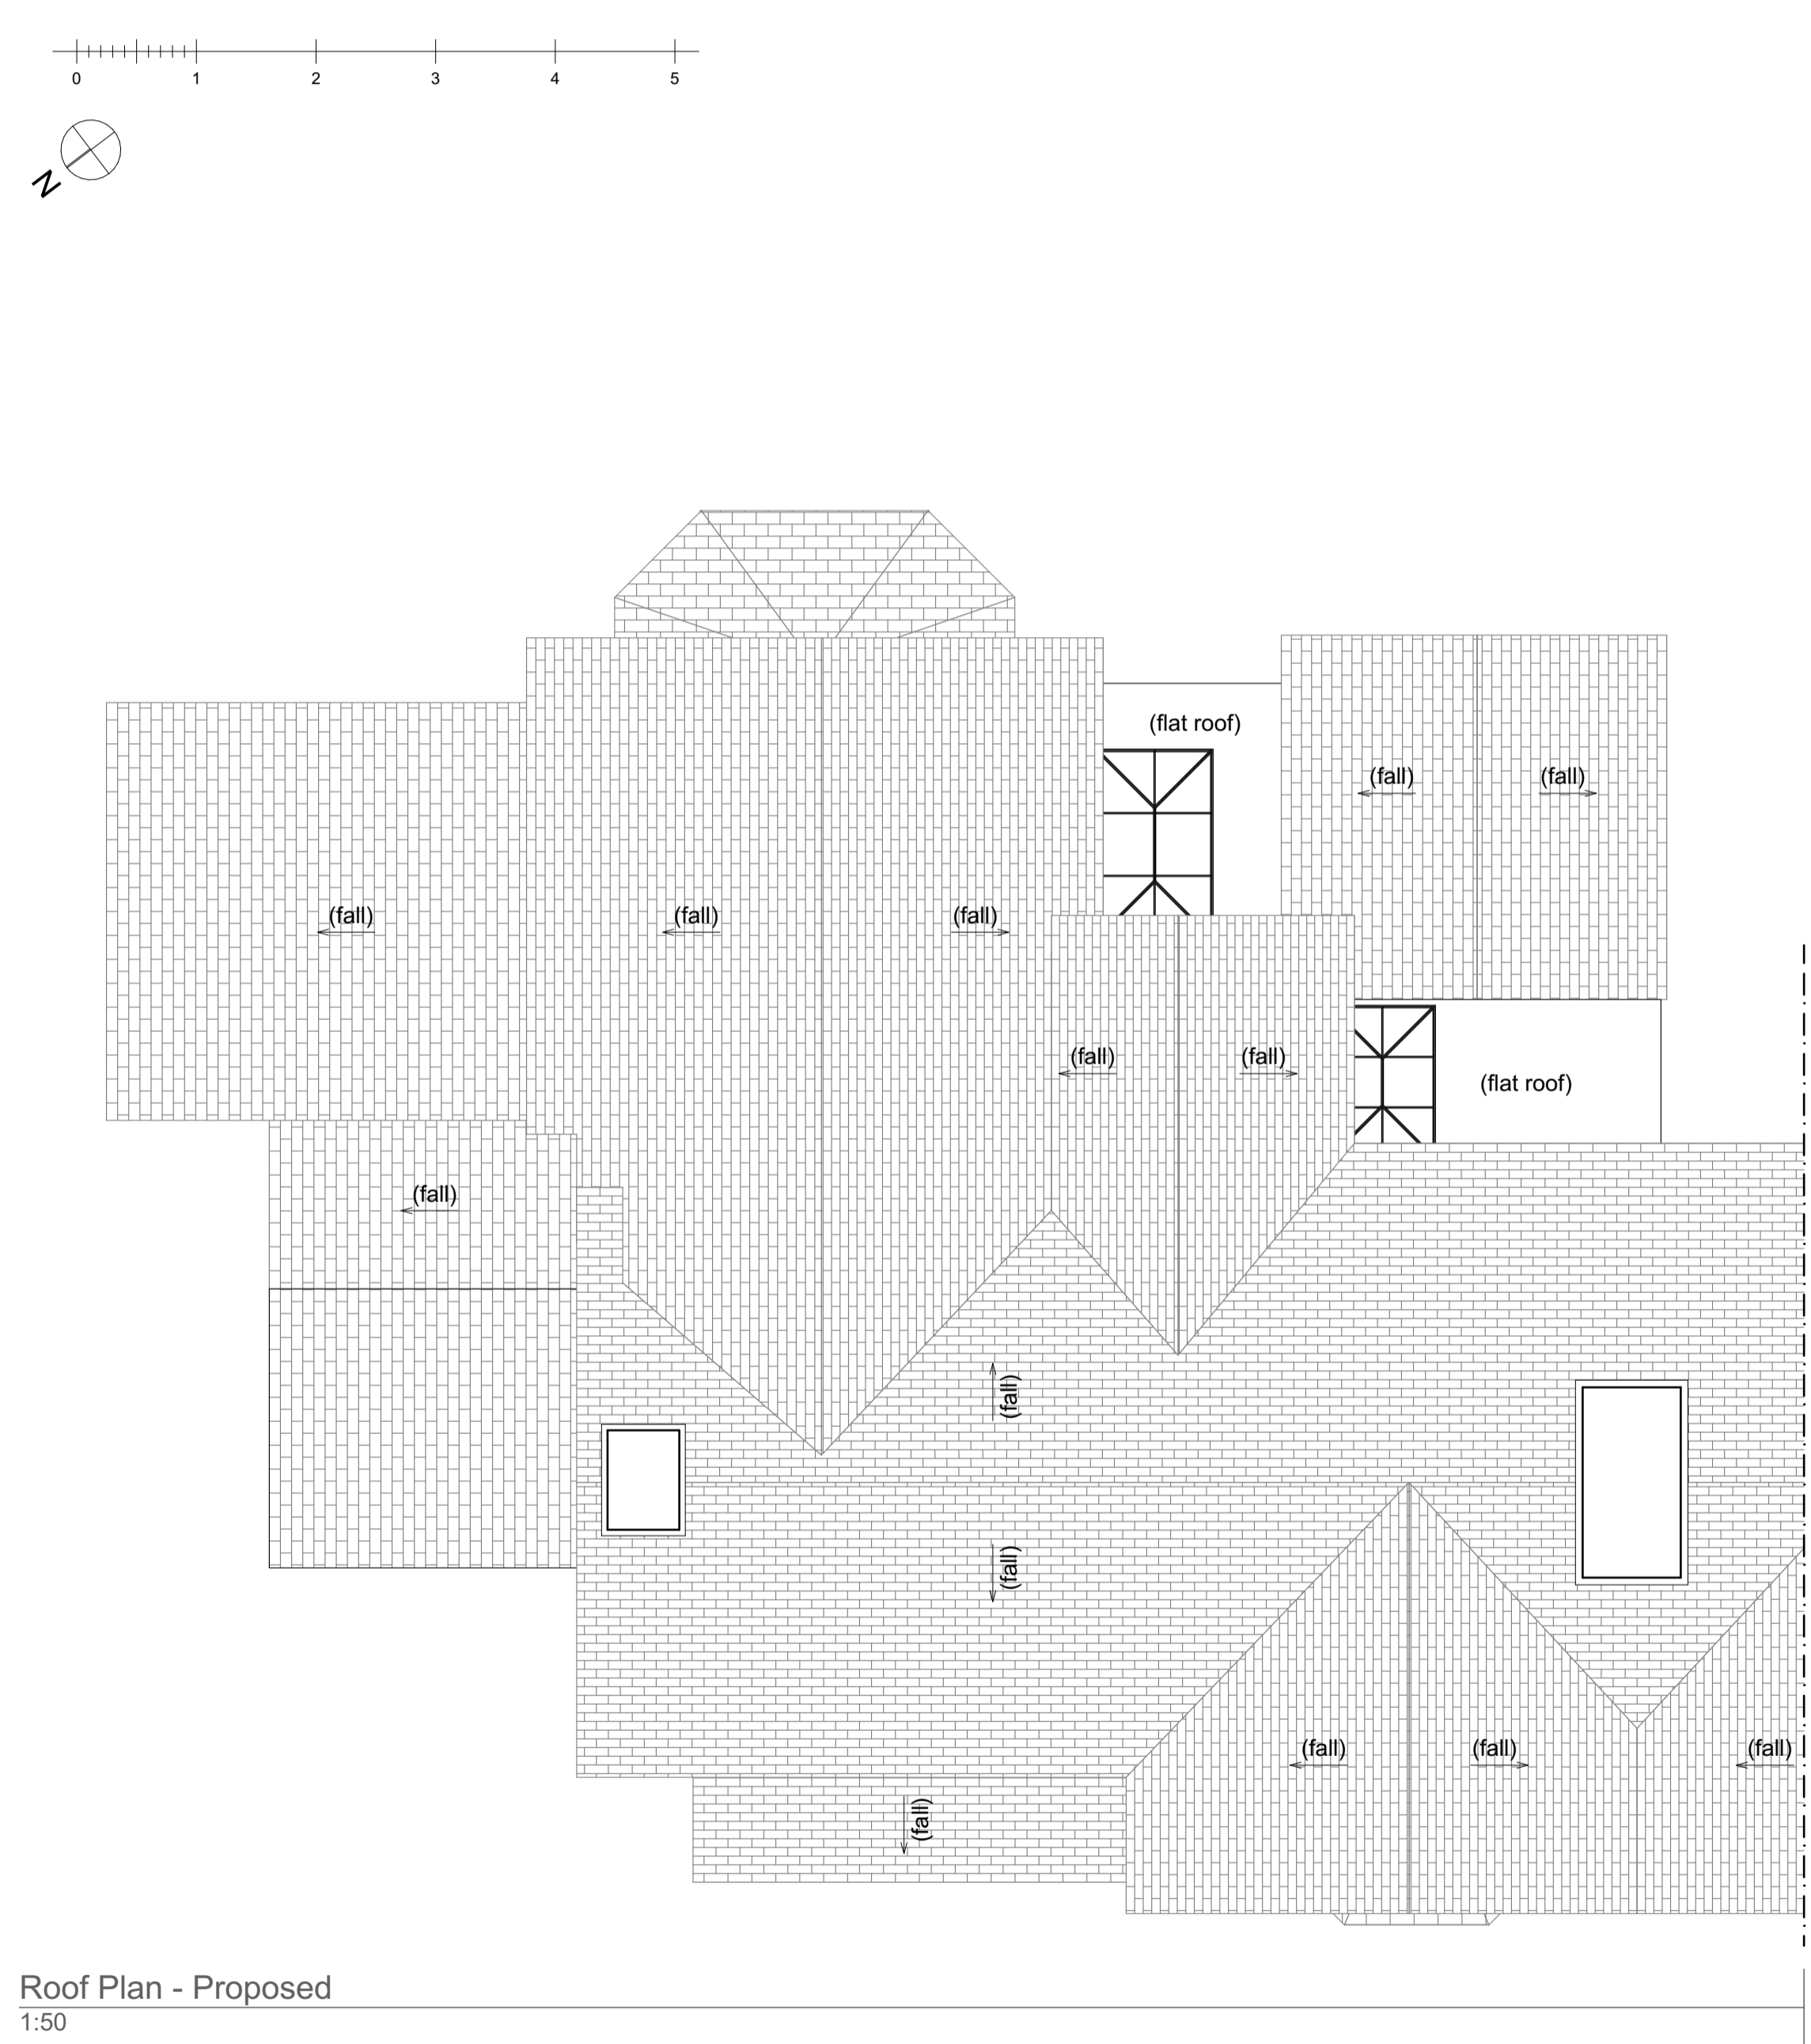 0 1 2 3 4 5
N
(flat roof)
(fall) (fall)
(fall) (fall) (fall)
(fall) (fall)
(flat roof)
(fall)
(fall)
(fall)
(fall) (fall) (fall)
(fall)
Roof Plan - Proposed
1:50